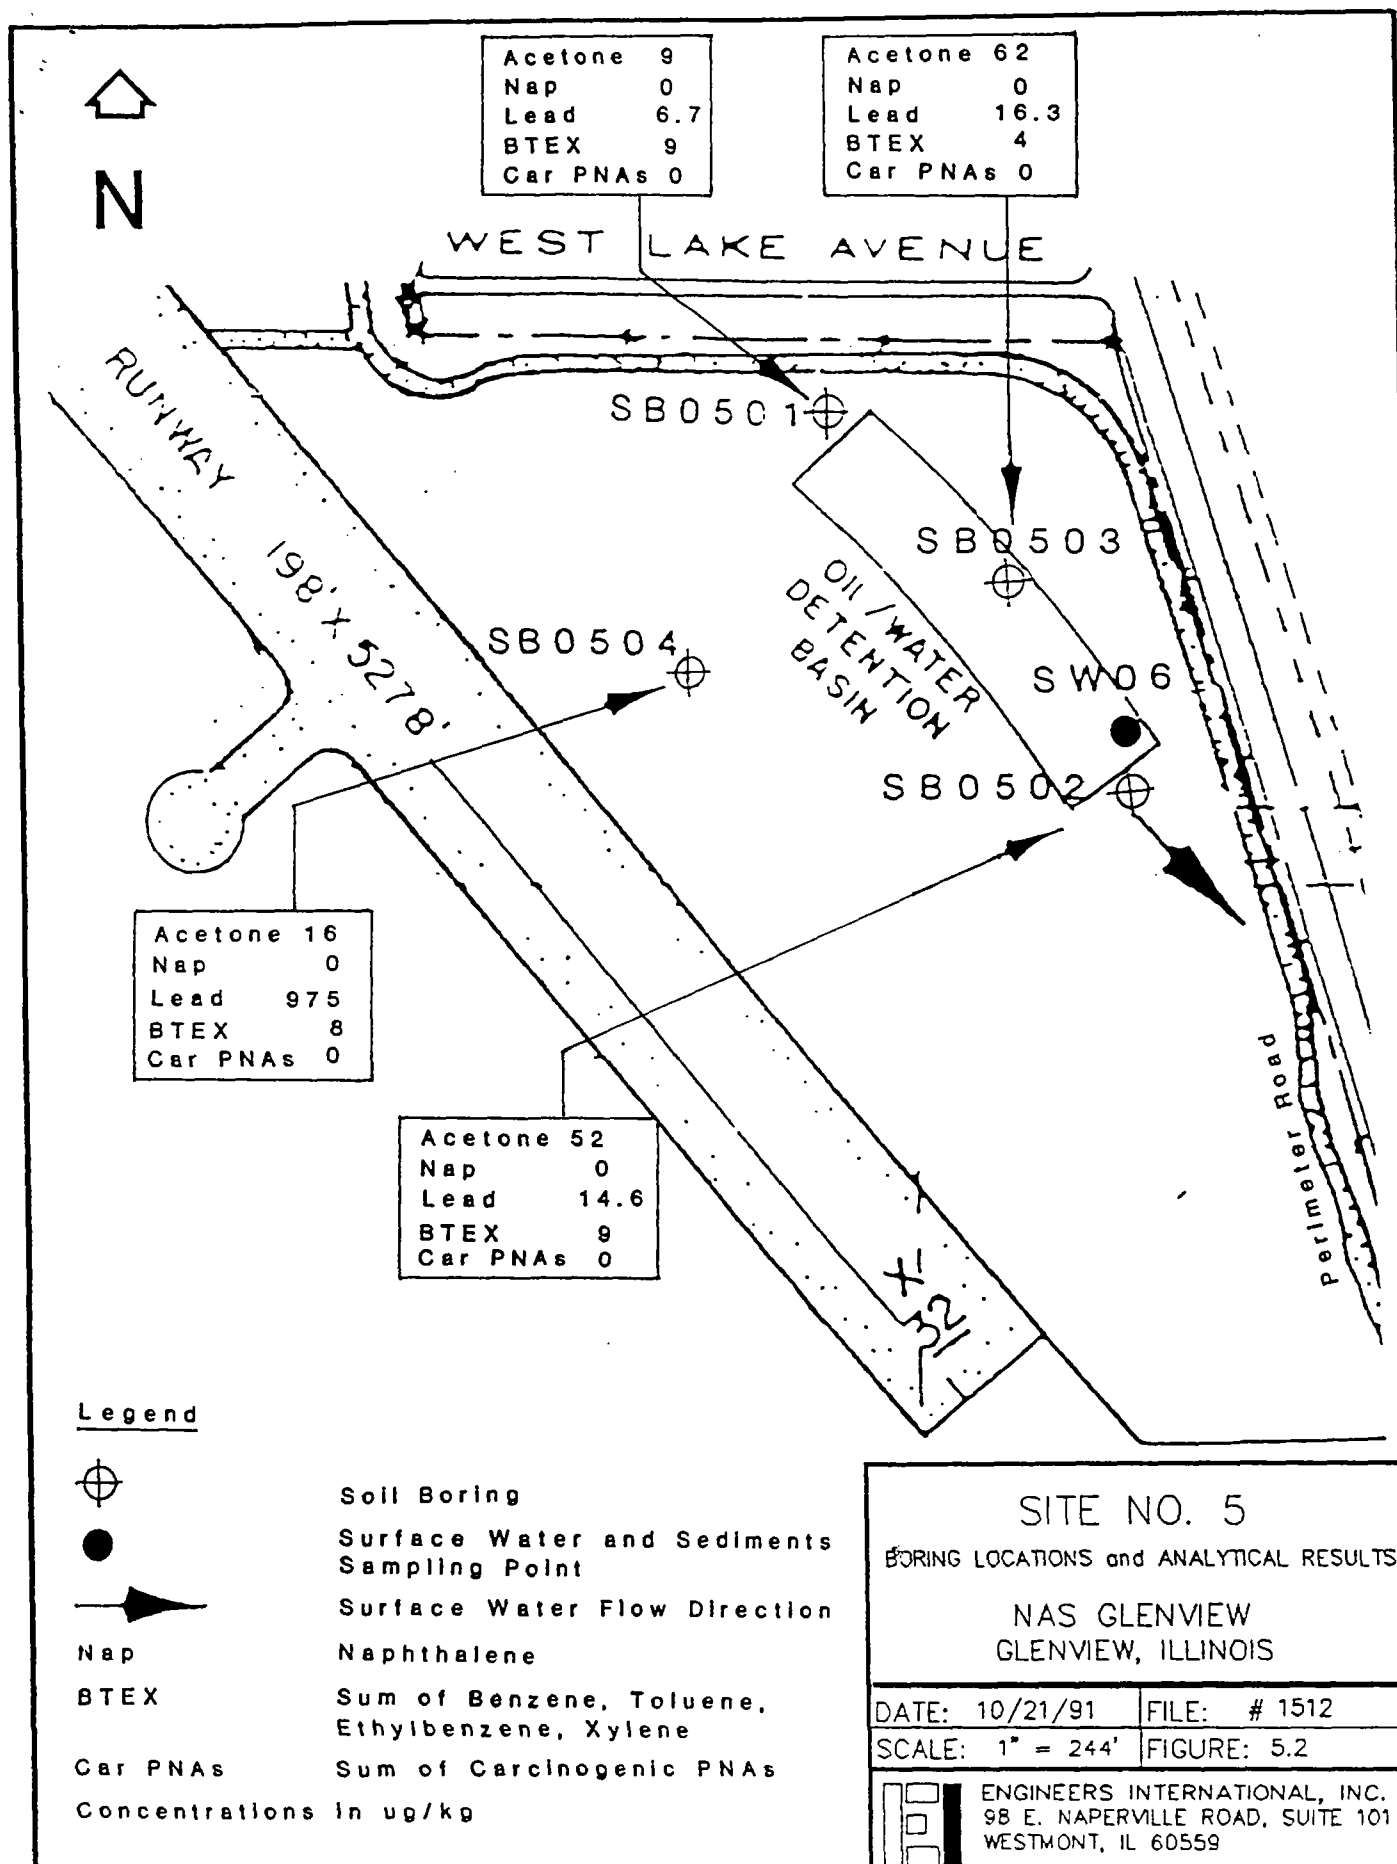 Acetone 9
Nap 0
Lead 6.7
BTEX 9
Car PNAs 0
Acetone 62
Nap 0
Lead 16.3
BTEX 4
Car PNAs 0
N
WEST LAKE AVENUE
RUNWAY
198' X 5278'
SB0501
SB0503
OIL/WATER
DETENTION
BASIN
SB0504
SW06
SB0502
Acetone 16
Nap 0
Lead 975
BTEX 8
Car PNAs 0
Acetone 52
Nap 0
Lead 14.6
BTEX 9
Car PNAs 0
Perimeter Road
32
Legend
Soil Boring
Surface Water and Sediments
Sampling Point
Surface Water Flow Direction
Nap Naphthalene
BTEX Sum of Benzene, Toluene,
Ethylbenzene, Xylene
Car PNAs Sum of Carcinogenic PNAs
Concentrations in ug/kg
SITE NO. 5
BORING LOCATIONS and ANALYTICAL RESULTS
NAS GLENVIEW
GLENVIEW, ILLINOIS
DATE: 10/21/91 FILE: # 1512
SCALE: 1" = 244' FIGURE: 5.2
ENGINEERS INTERNATIONAL, INC.
98 E. NAPERVILLE ROAD, SUITE 101
WESTMONT, IL 60559